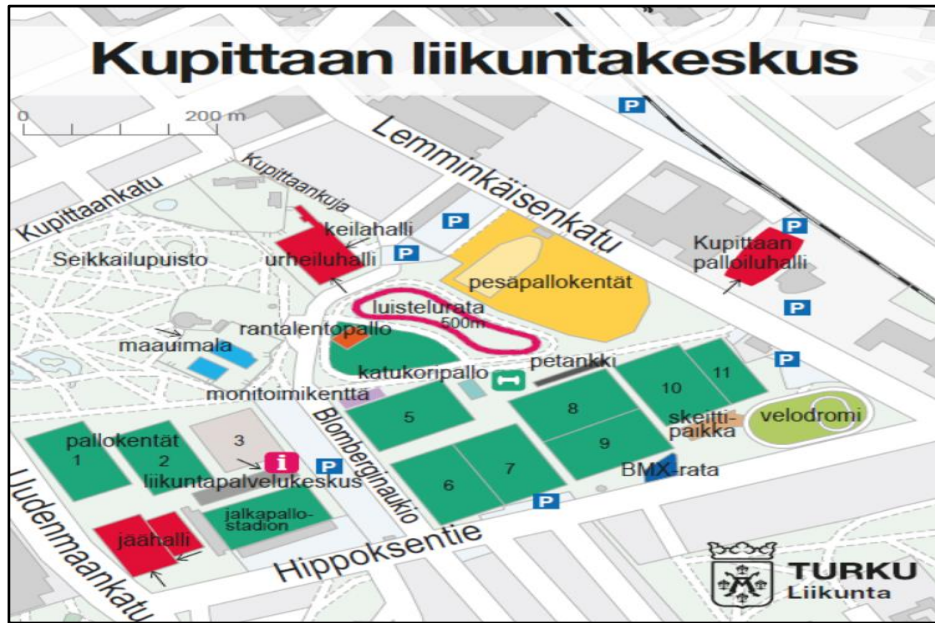 Kupittaan liikuntakeskus
0
200 m
Lemminkäisenkatu
P
Kupittaankatu
Kupittaankuja
keilahalli
urheiluhalli
P
P
P
Kupittaan
palloiluhalli
P
Seikkailupuisto
pesäpallokentät
luistelurata
500m
rantalentopallo
maauimala
katukoripallo
petankki
P
monitoimikenttä
5
8
10
11
skeitti-
paikka
velodromi
pallokentät
1
2
3
i
P
Blomberginaukio
6
7
9
BMX-rata
liikuntapalvelukeskus
P
jalkapallo-
stadion
jäähalli
Uudenmaankatu
Hippoksentie
TURKU
Liikunta